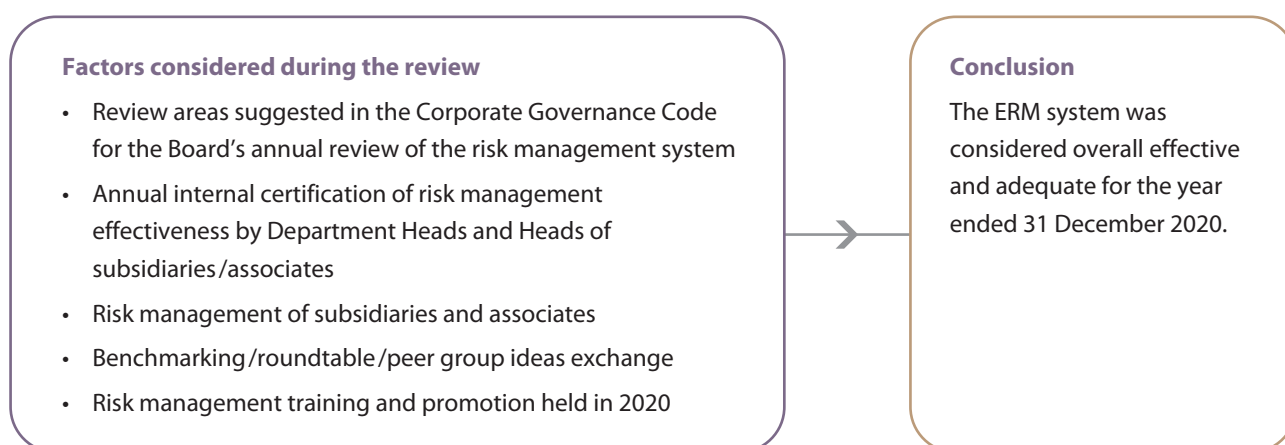 Factors considered during the review
• Review areas suggested in the Corporate Governance Code
for the Board’s annual review of the risk management system
• Annual internal certification of risk management
effectiveness by Department Heads and Heads of
subsidiaries/associates
• Risk management of subsidiaries and associates
• Benchmarking/roundtable/peer group ideas exchange
• Risk management training and promotion held in 2020
Conclusion
The ERM system was
considered overall effective
and adequate for the year
ended 31 December 2020.